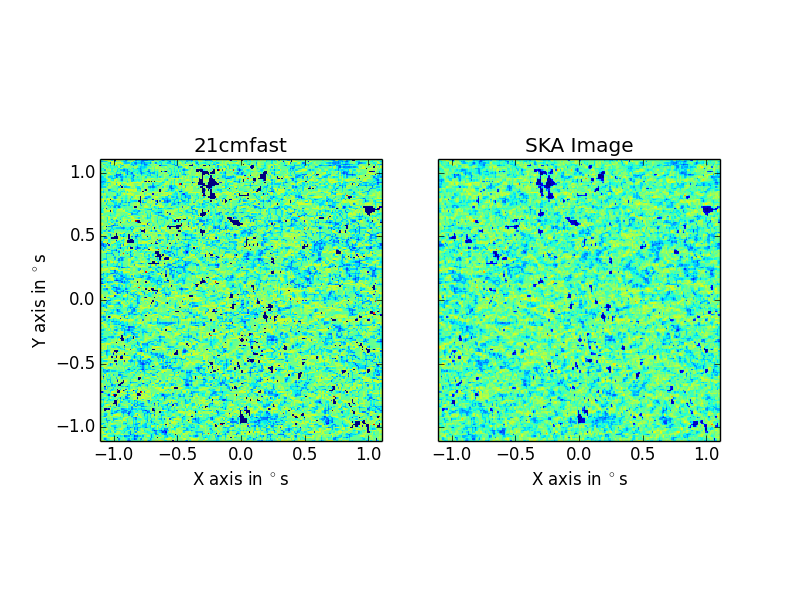 21cmfast
SKA Image
1.0
0.5
0.0
−0.5
−1.0
Y axis in °s
−1.0 −0.5 0.0 0.5 1.0
−1.0 −0.5 0.0 0.5 1.0
X axis in °s
X axis in °s